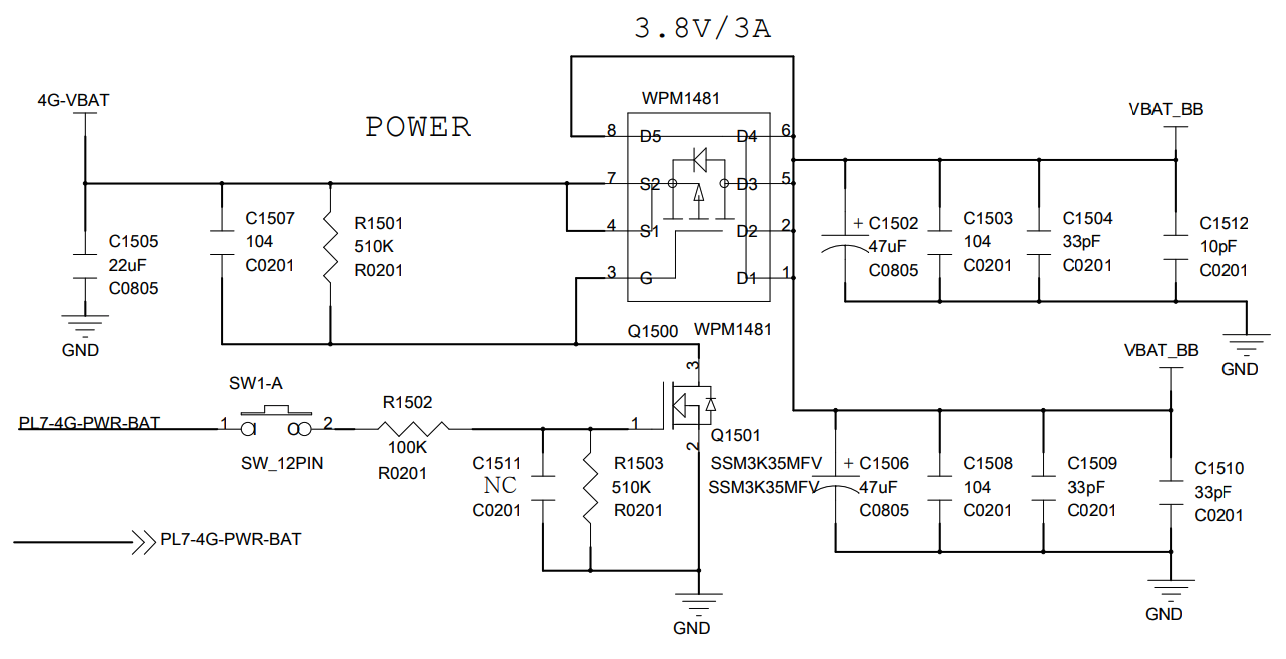 3.8V/3A
4G-VBAT
POWER
WPM1481
VBAT_BB
8 D5 D4 6
7 S2 D3 5
4 S1 D2 2
3 G D1 1
C1505
22uF
C0805
GND
C1507
104
C0201
R1501
510K
R0201
+ C1502
47uF
C0805
C1503
104
C0201
C1504
33pF
C0201
C1512
10pF
C0201
GND
Q1500 WPM1481
VBAT_BB
SW1-A
PL7-4G-PWR-BAT
1 2
SW_12PIN
R1502
100K
R0201
C1511
NC
C0201
R1503
510K
R0201
3
1
2
Q1501
SSM3K35MFV
SSM3K35MFV
GND
+ C1506
47uF
C0805
C1508
104
C0201
C1509
33pF
C0201
C1510
33pF
C0201
GND
PL7-4G-PWR-BAT